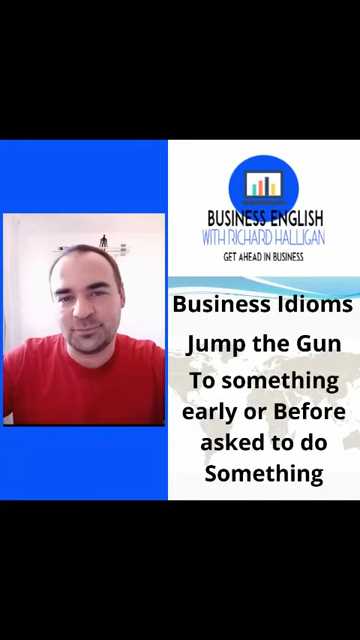 BUSINESS ENGLISH
WITH RICHARD HALLIGAN
GET AHEAD IN BUSINESS
Business Idioms
Jump the Gun
To something
early or Before
asked to do
Something